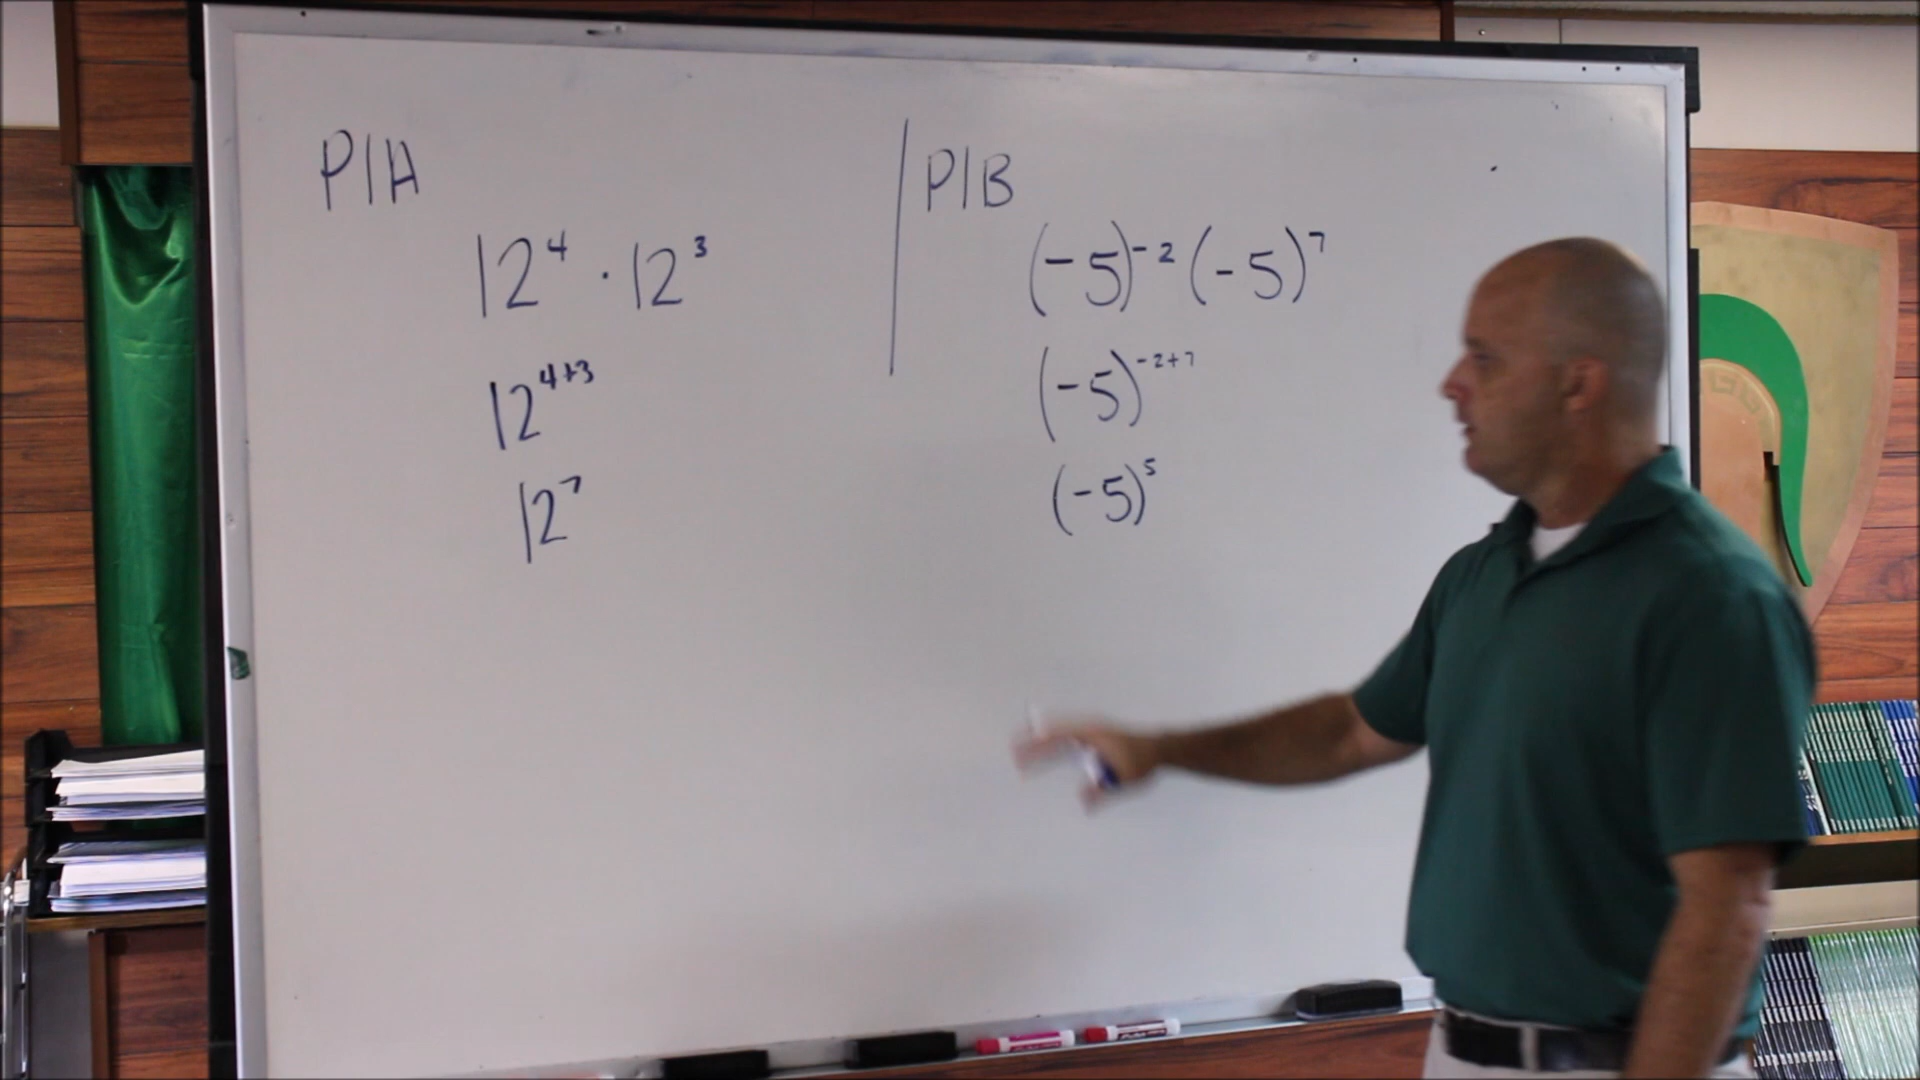 P1A
12⁴ · 12³
12⁴⁺³
12⁷
P1B
(-5)⁻² (-5)⁷
(-5)⁻²⁺⁷
(-5)⁵